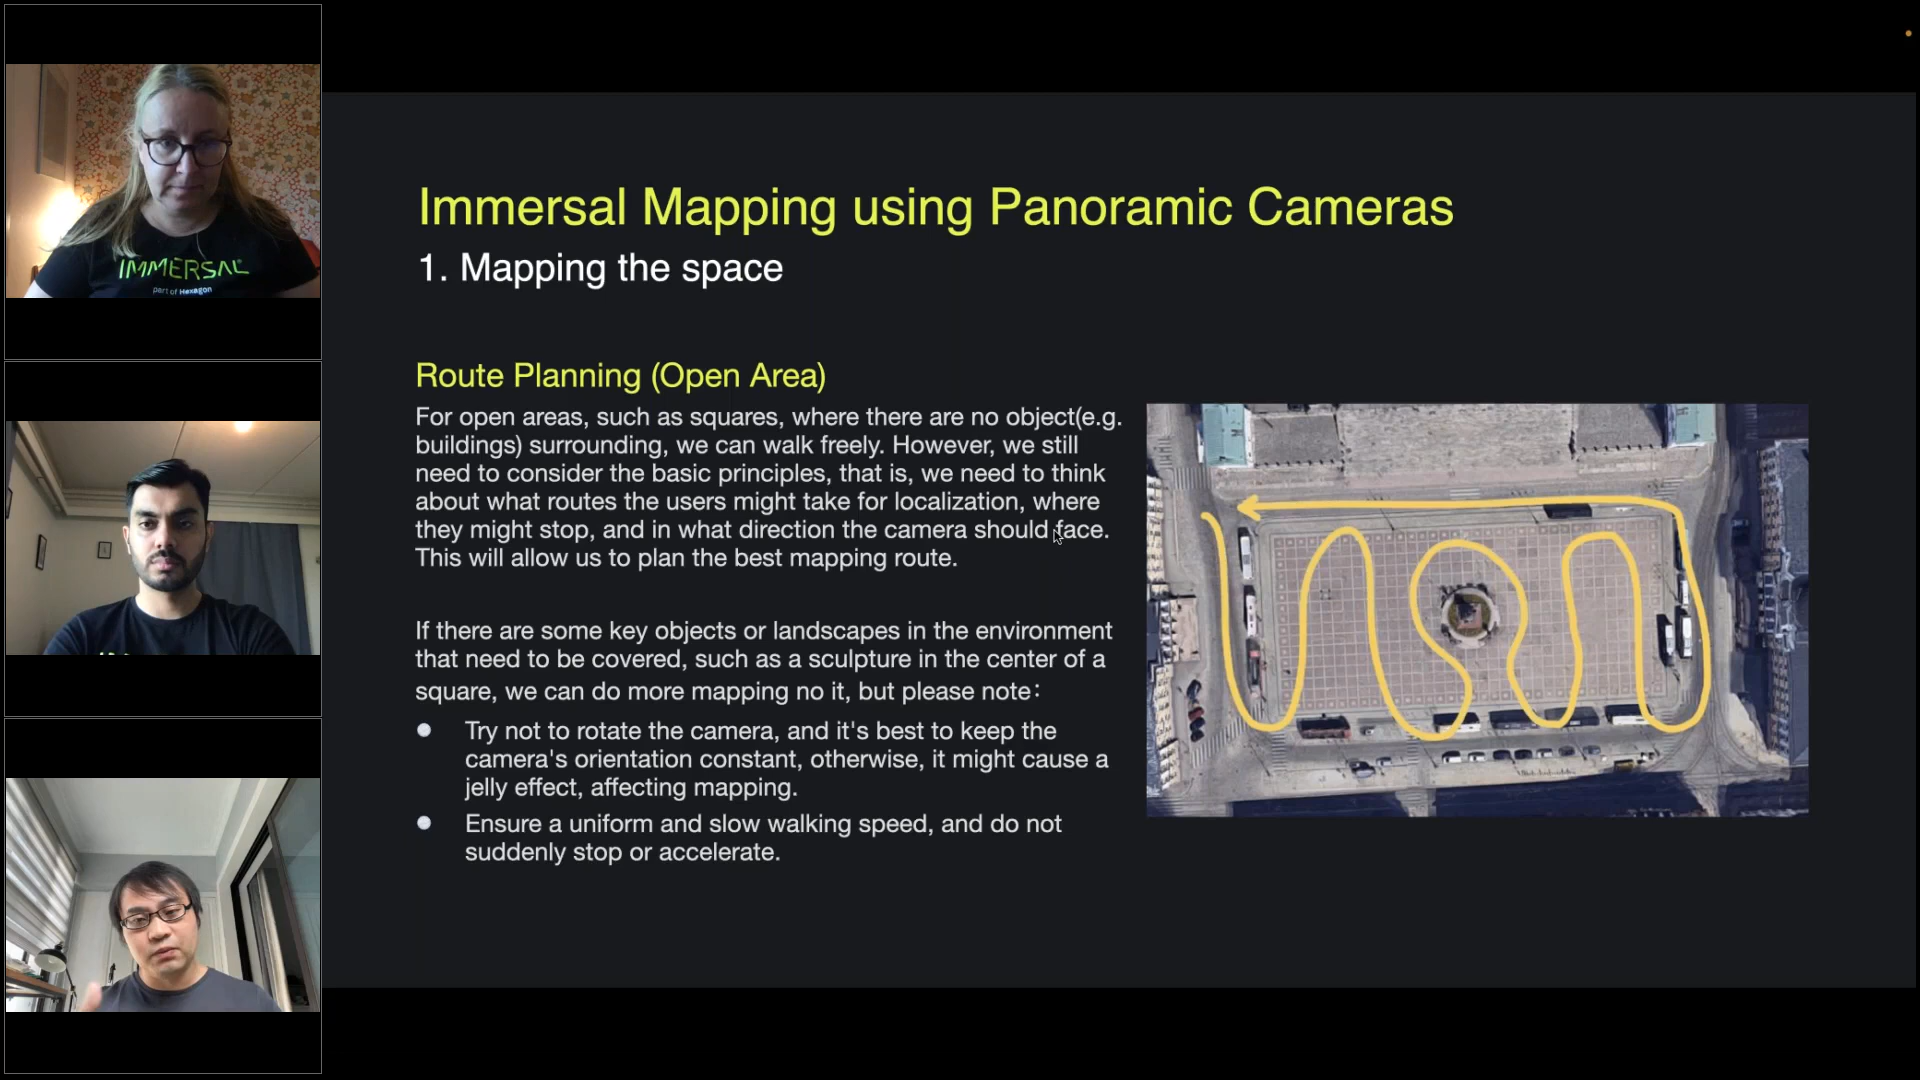 IMMERSAL
part of Hexagon
Immersal Mapping using Panoramic Cameras
1. Mapping the space
Route Planning (Open Area)
For open areas, such as squares, where there are no object(e.g.
buildings) surrounding, we can walk freely. However, we still
need to consider the basic principles, that is, we need to think
about what routes the users might take for localization, where
they might stop, and in what direction the camera should face.
This will allow us to plan the best mapping route.
If there are some key objects or landscapes in the environment
that need to be covered, such as a sculpture in the center of a
square, we can do more mapping no it, but please note：
Try not to rotate the camera, and it's best to keep the
camera's orientation constant, otherwise, it might cause a
jelly effect, affecting mapping.
Ensure a uniform and slow walking speed, and do not
suddenly stop or accelerate.